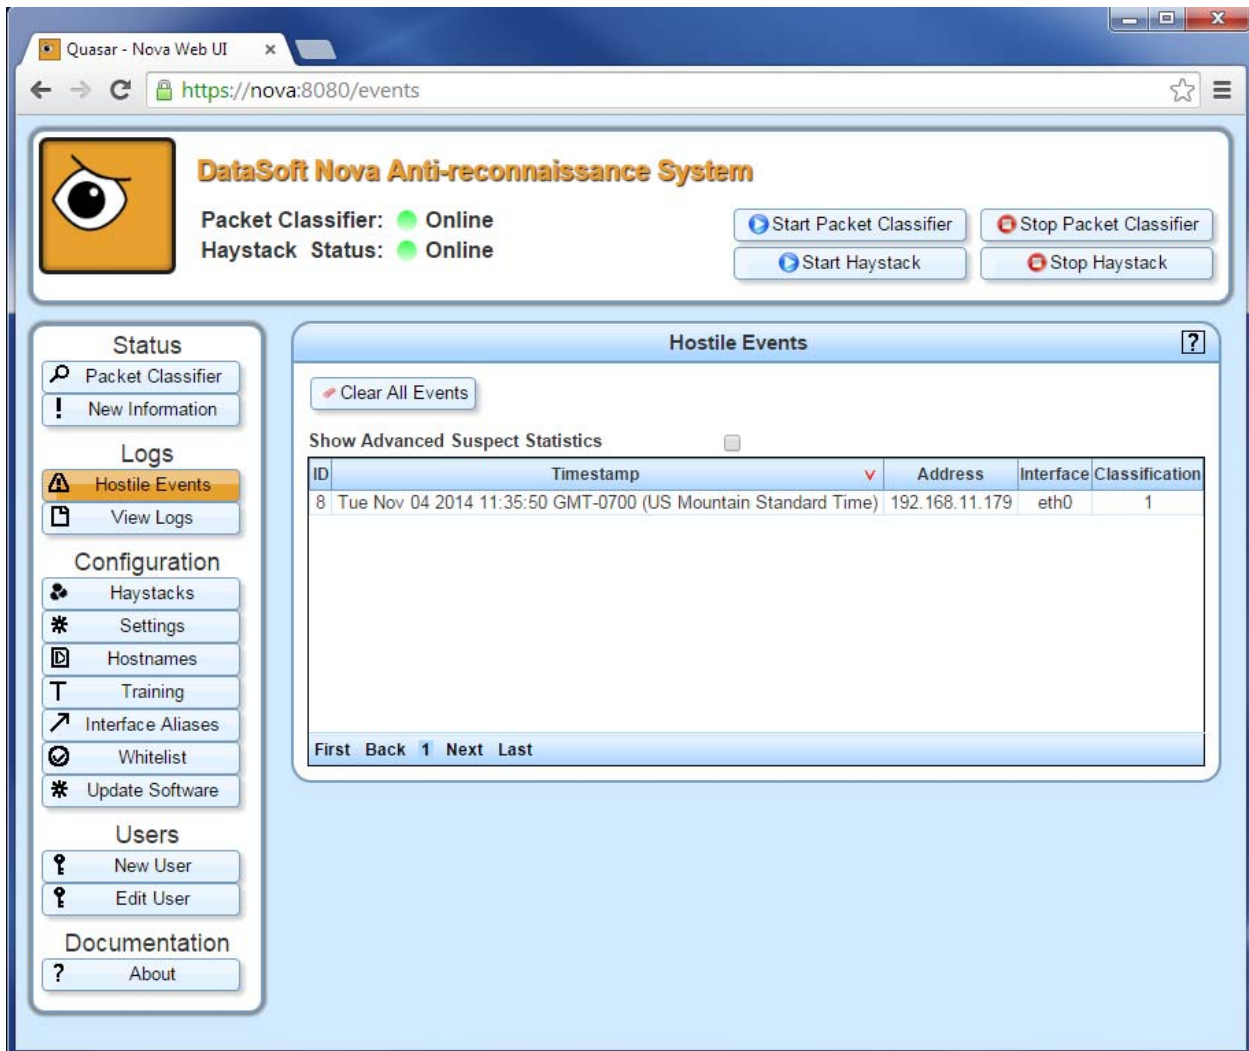 Quasar - Nova Web UI
https://nova:8080/events
DataSoft Nova Anti-reconnaissance System
Packet Classifier: Online
Haystack Status: Online
Start Packet Classifier Stop Packet Classifier
Start Haystack Stop Haystack
Status
Packet Classifier
! New Information
Logs
Hostile Events
View Logs
Configuration
Haystacks
Settings
D Hostnames
T Training
Interface Aliases
Whitelist
Update Software
Users
New User
Edit User
Documentation
? About
Hostile Events ?
Clear All Events
Show Advanced Suspect Statistics
ID Timestamp v Address Interface Classification
8 Tue Nov 04 2014 11:35:50 GMT-0700 (US Mountain Standard Time) 192.168.11.179 eth0 1
First Back 1 Next Last